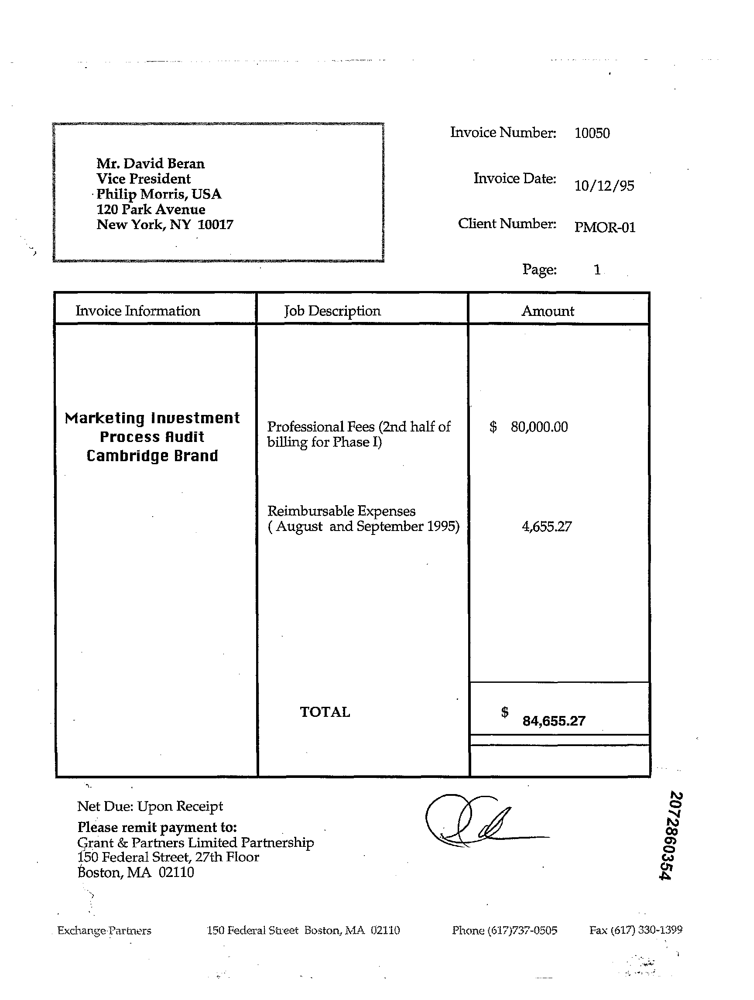 Invoice Number: 10050
Mr. David Beran
Vice President
Philip Morris, USA
120 Park Avenue
New York, NY 10017
Invoice Date: 10/12/95
Client Number: PMOR-01
Page: 1
Invoice Information Job Description Amount
Marketing Investment
Process Audit
Cambridge Brand
Professional Fees (2nd half of
billing for Phase I)
$ 80,000.00
Reimbursable Expenses
( August and September 1995)
4,655.27
TOTAL $ 84,655.27
Net Due: Upon Receipt
Please remit payment to:
Grant & Partners Limited Partnership
150 Federal Street, 27th Floor
Boston, MA 02110
2072860354
Exchange Partners 150 Federal Street Boston, MA 02110 Phone (617)737-0505 Fax (617) 330-1399